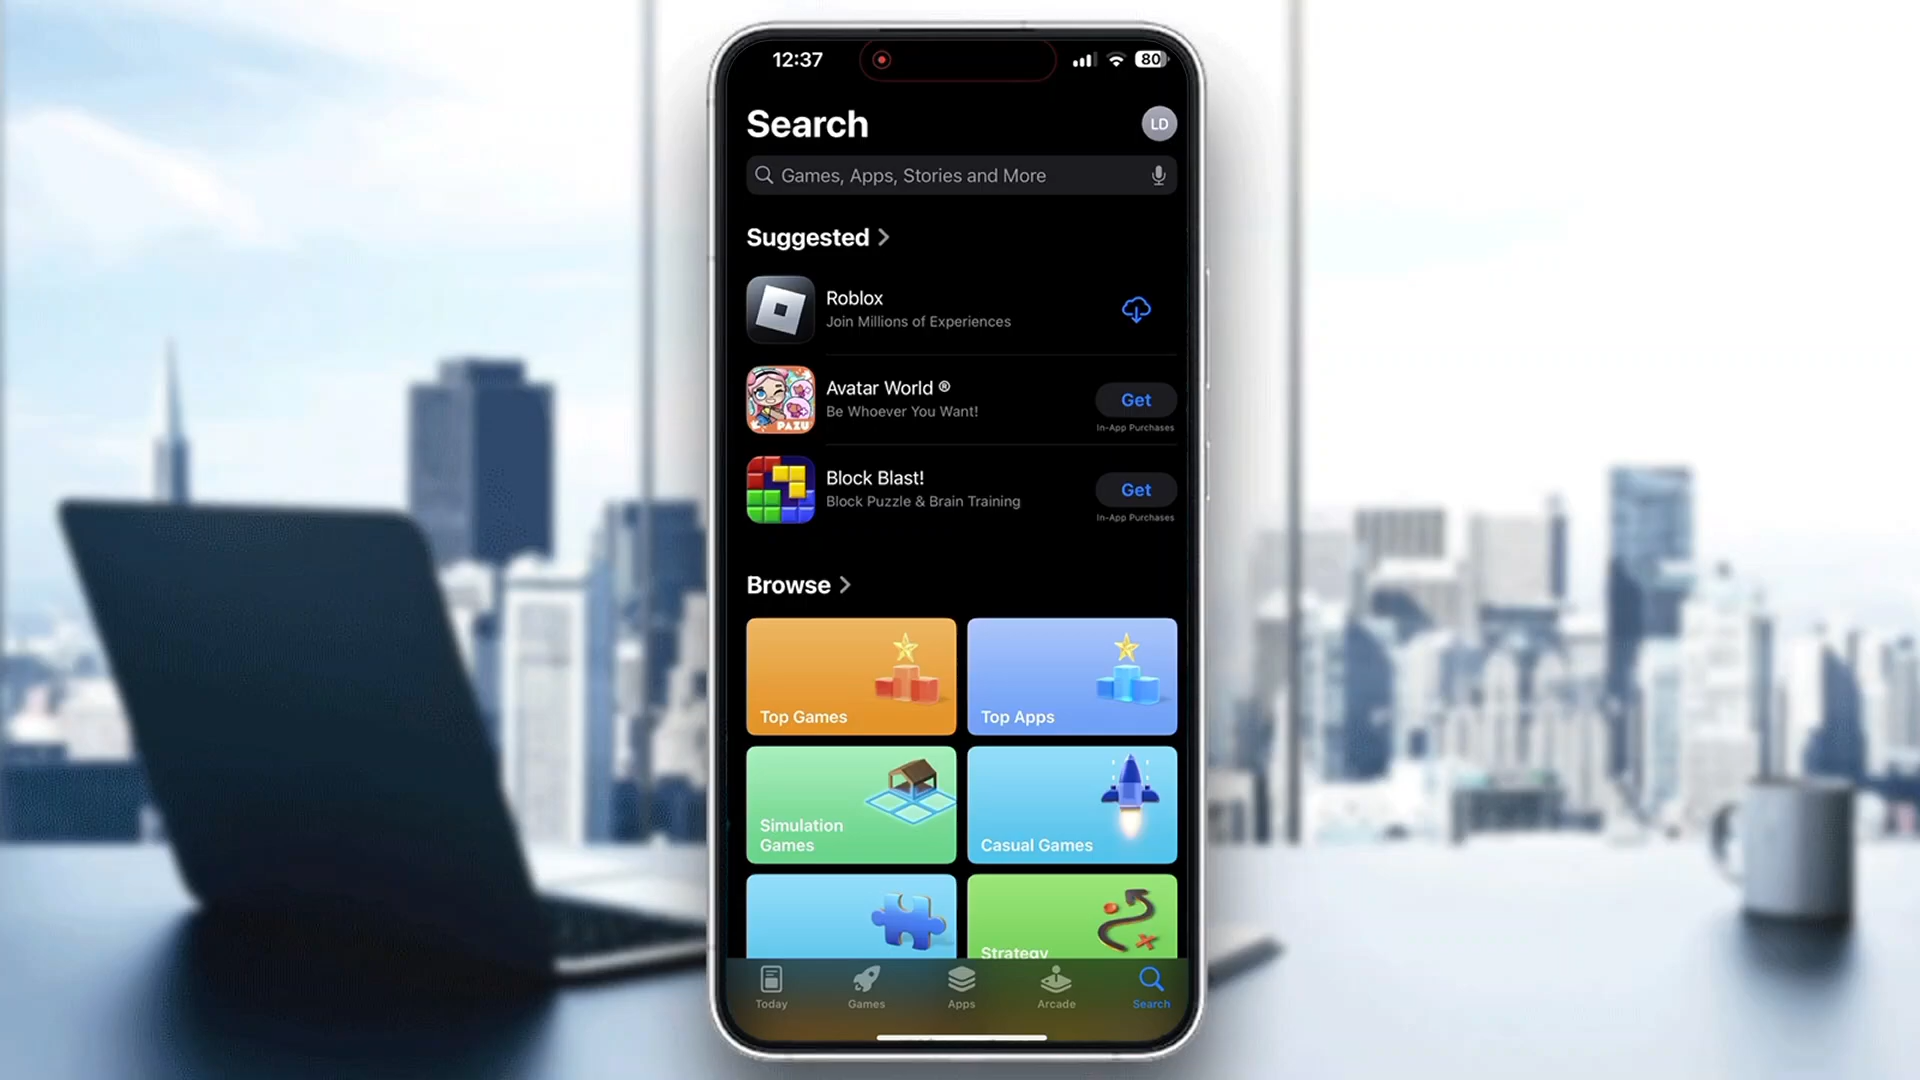 12:37
80
Search
LD
Games, Apps, Stories and More
Suggested
Roblox
Join Millions of Experiences
Avatar World ®
Be Whoever You Want!
Get
In-App Purchases
PAZU
Block Blast!
Block Puzzle & Brain Training
Get
In-App Purchases
Browse
Top Games
Top Apps
Simulation
Games
Casual Games
Strategy
Today
Games
Apps
Arcade
Search